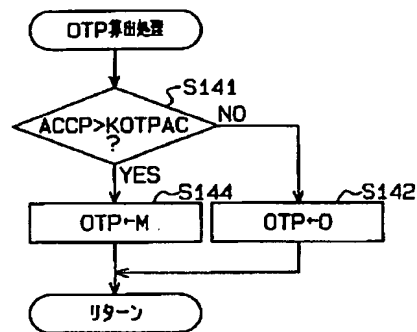 OTP算出処理
S141
ACCP>KOTPAC
?
NO
YES
S144
S142
OTP←M
OTP←0
リターン